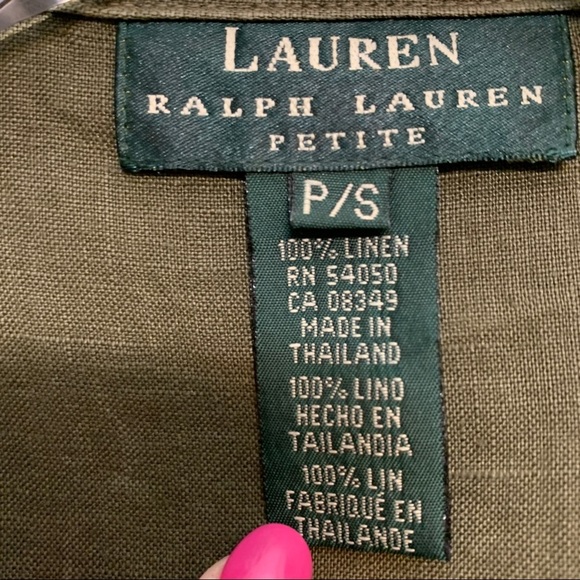 LAUREN
RALPH LAUREN
PETITE
P/S
100% LINEN
RN 54050
CA 08349
MADE IN
THAILAND
100% LINO
HECHO EN
TAILANDIA
100% LIN
FABRIQUÉ EN
THAILANDE